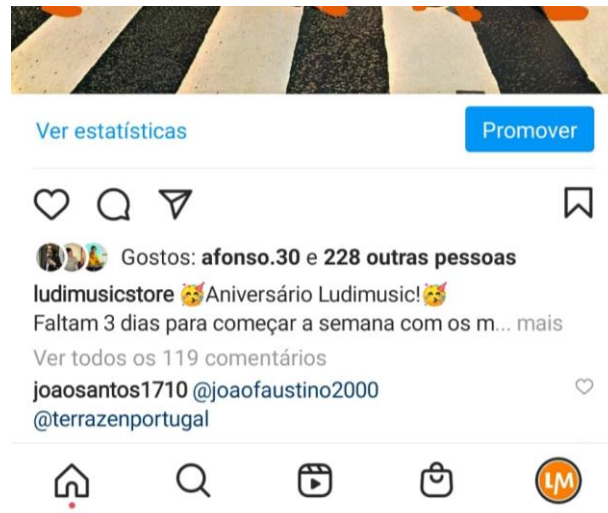 Ver estatísticas
Promover
Gostos: afonso.30 e 228 outras pessoas
ludimusicstore 🥳Aniversário Ludimusic!🥳
Faltam 3 dias para começar a semana com os m... mais
Ver todos os 119 comentários
joaosantos1710 @joaofaustino2000
@terrazenportugal
LM